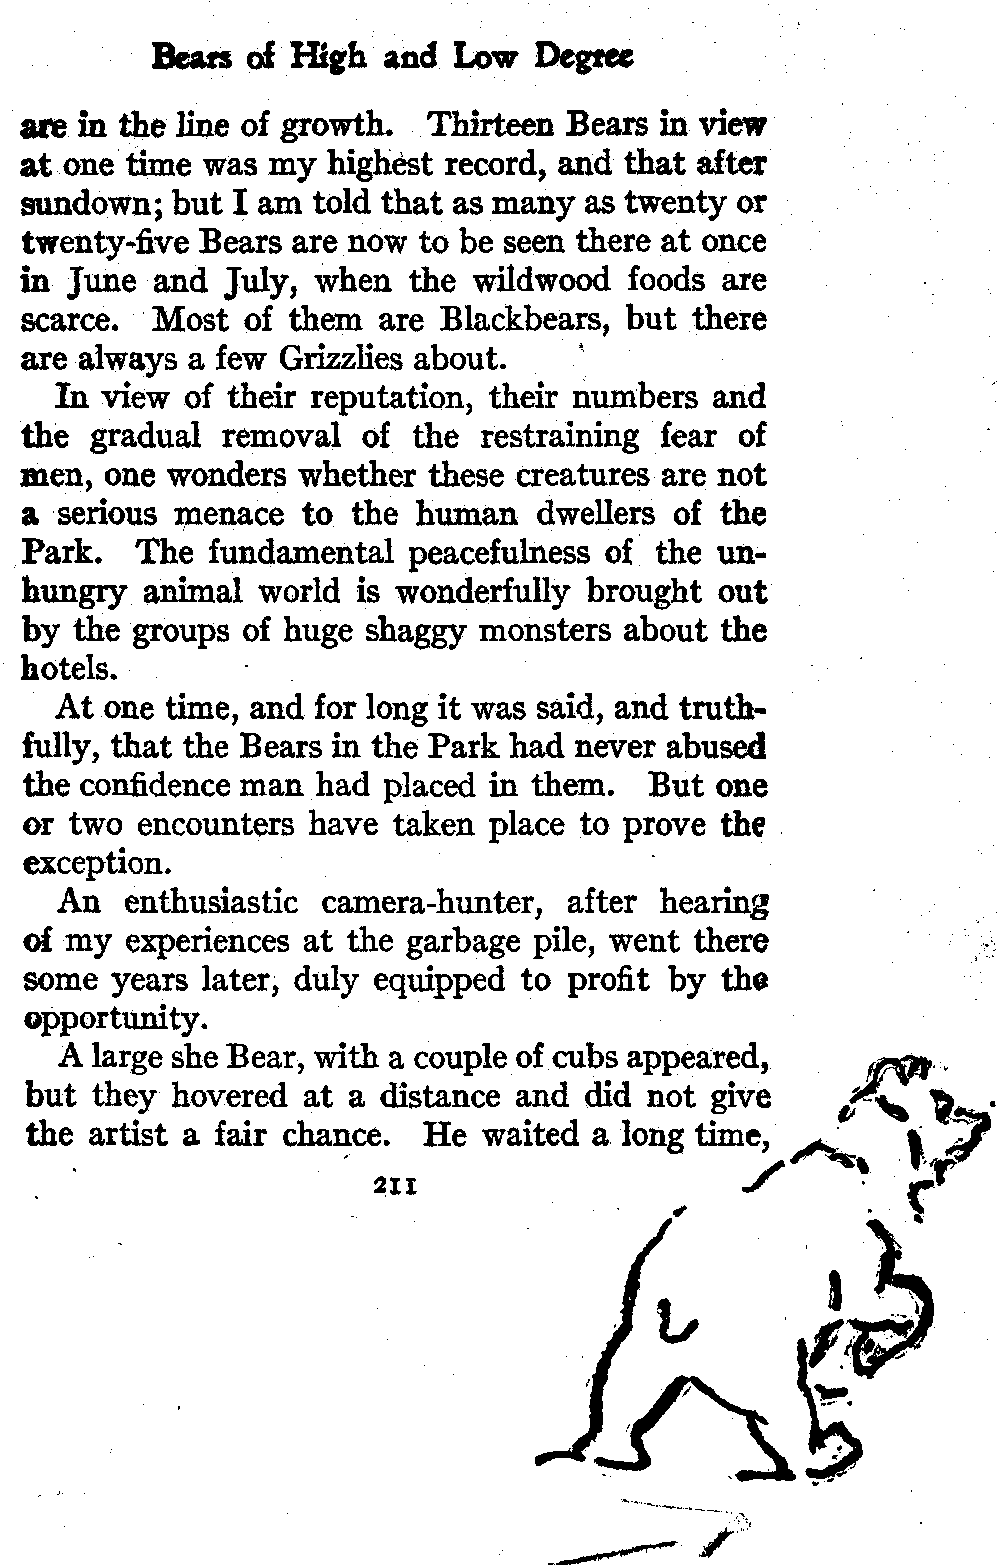 Bears of High and Low Degree
are in the line of growth. Thirteen Bears in view
at one time was my highest record, and that after
sundown; but I am told that as many as twenty or
twenty-five Bears are now to be seen there at once
in June and July, when the wildwood foods are
scarce. Most of them are Blackbears, but there
are always a few Grizzlies about.
In view of their reputation, their numbers and
the gradual removal of the restraining fear of
men, one wonders whether these creatures are not
a serious menace to the human dwellers of the
Park. The fundamental peacefulness of the un-
hungry animal world is wonderfully brought out
by the groups of huge shaggy monsters about the
hotels.
At one time, and for long it was said, and truth-
fully, that the Bears in the Park had never abused
the confidence man had placed in them. But one
or two encounters have taken place to prove the
exception.
An enthusiastic camera-hunter, after hearing
of my experiences at the garbage pile, went there
some years later, duly equipped to profit by the
opportunity.
A large she Bear, with a couple of cubs appeared,
but they hovered at a distance and did not give
the artist a fair chance. He waited a long time,
211